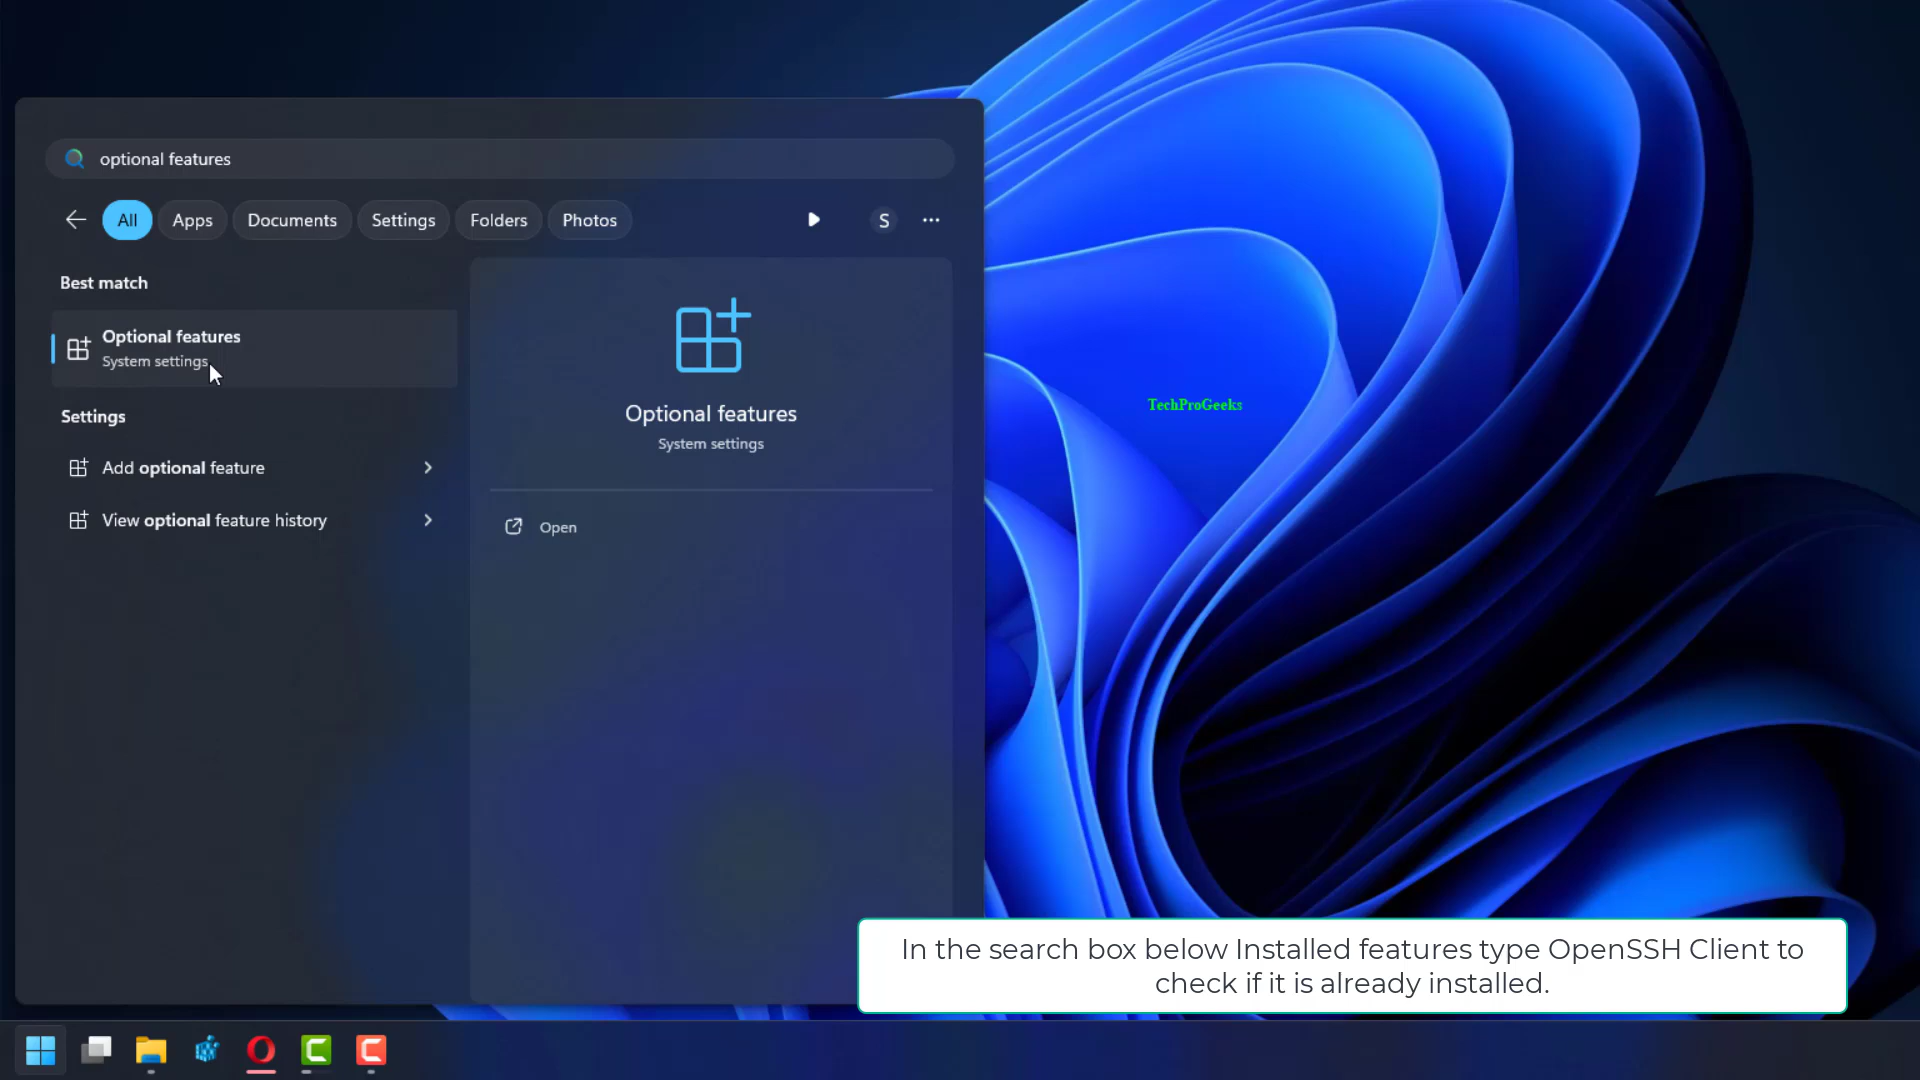 optional features
All
Apps
Documents
Settings
Folders
Photos
S
Best match
Optional features
System settings
Settings
Add optional feature
View optional feature history
Optional features
System settings
Open
TechProGeeks
In the search box below Installed features type OpenSSH Client to
check if it is already installed.